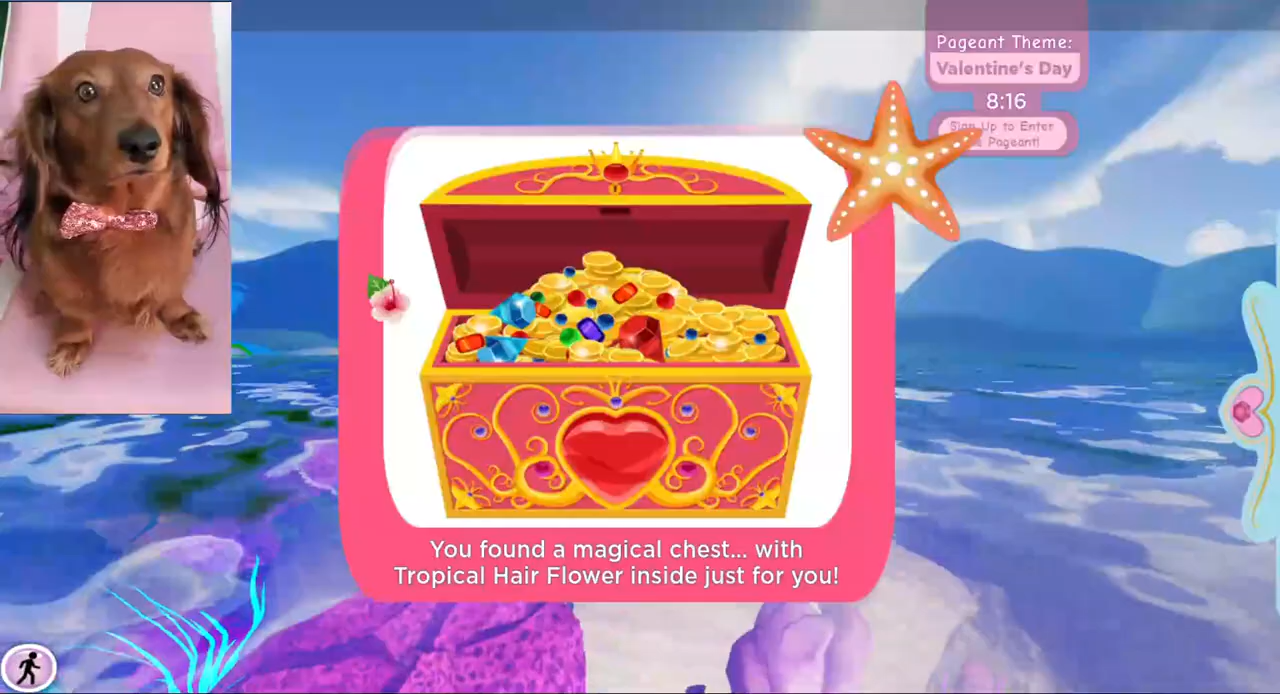 Pageant Theme:
Valentine's Day
8:16
Sign Up to Enter
Pageant!
You found a magical chest... with
Tropical Hair Flower inside just for you!